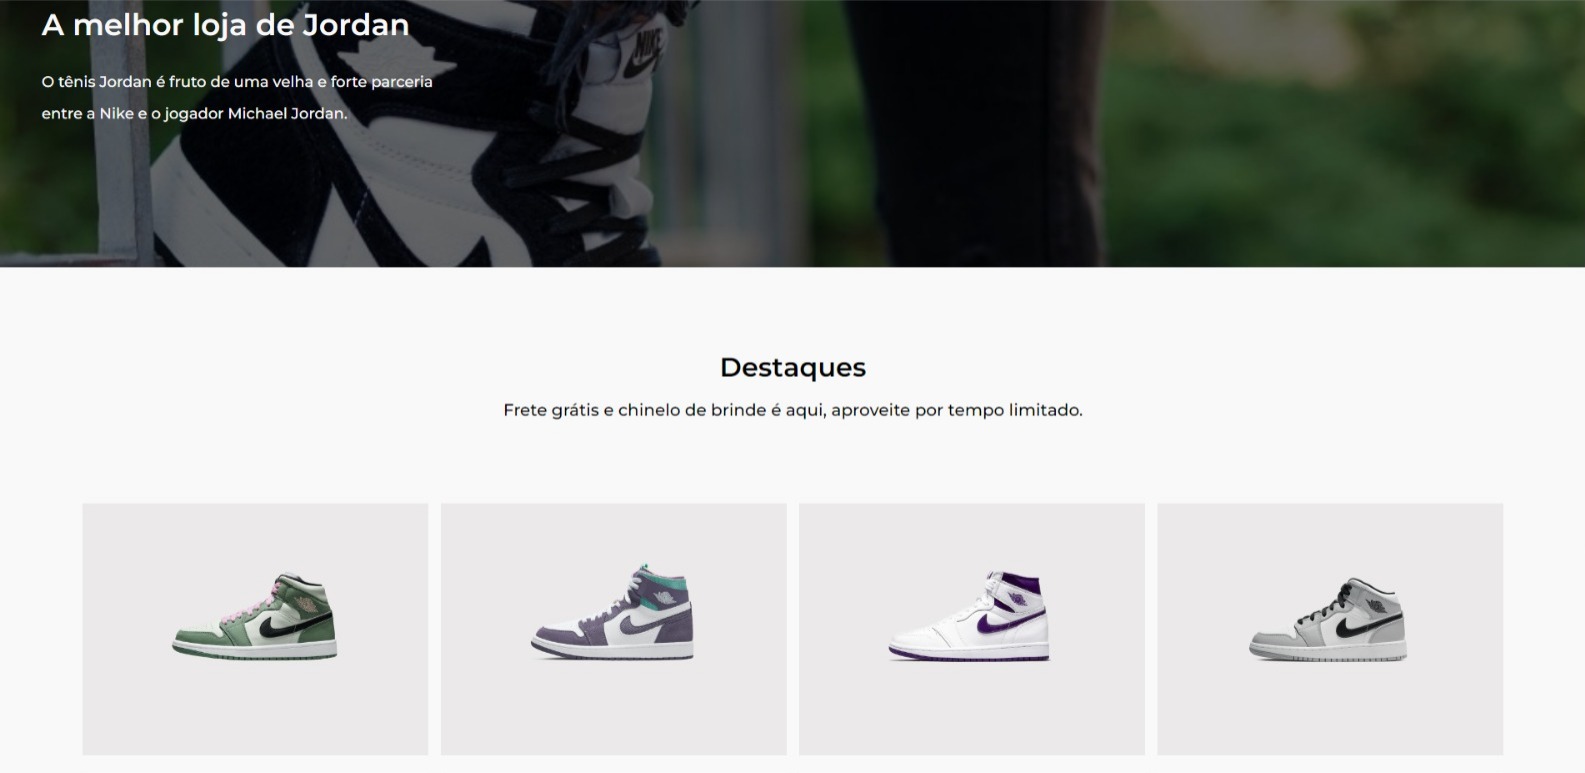 A melhor loja de Jordan
O tênis Jordan é fruto de uma velha e forte parceria
entre a Nike e o jogador Michael Jordan.
NIKE
Destaques
Frete grátis e chinelo de brinde é aqui, aproveite por tempo limitado.